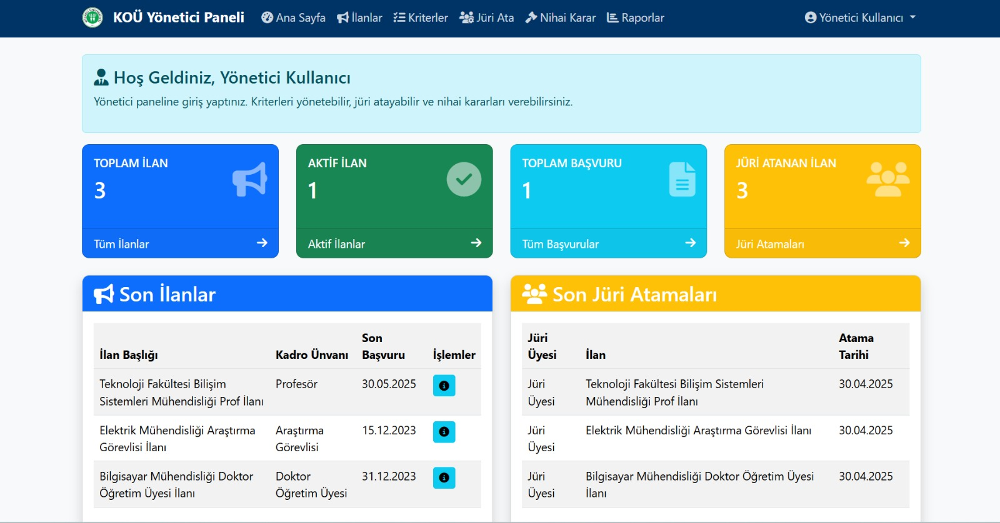 KOÜ Yönetici Paneli Ana Sayfa İlanlar Kriterler Jüri Ata Nihai Karar Raporlar Yönetici Kullanıcı
Hoş Geldiniz, Yönetici Kullanıcı
Yönetici paneline giriş yaptınız. Kriterleri yönetebilir, jüri atayabilir ve nihai kararları verebilirsiniz.
TOPLAM İLAN
3
Tüm İlanlar
AKTİF İLAN
1
Aktif İlanlar
TOPLAM BAŞVURU
1
Tüm Başvurular
JÜRİ ATANAN İLAN
3
Jüri Atamaları
Son İlanlar
İlan Başlığı Kadro Ünvanı Son Başvuru İşlemler
Teknoloji Fakültesi Bilişim Sistemleri Mühendisliği Prof İlanı Profesör 30.05.2025
Elektrik Mühendisliği Araştırma Görevlisi İlanı Araştırma Görevlisi 15.12.2023
Bilgisayar Mühendisliği Doktor Öğretim Üyesi İlanı Doktor Öğretim Üyesi 31.12.2023
Son Jüri Atamaları
Jüri Üyesi İlan Atama Tarihi
Jüri Üyesi Teknoloji Fakültesi Bilişim Sistemleri Mühendisliği Prof İlanı 30.04.2025
Jüri Üyesi Elektrik Mühendisliği Araştırma Görevlisi İlanı 30.04.2025
Jüri Üyesi Bilgisayar Mühendisliği Doktor Öğretim Üyesi İlanı 30.04.2025